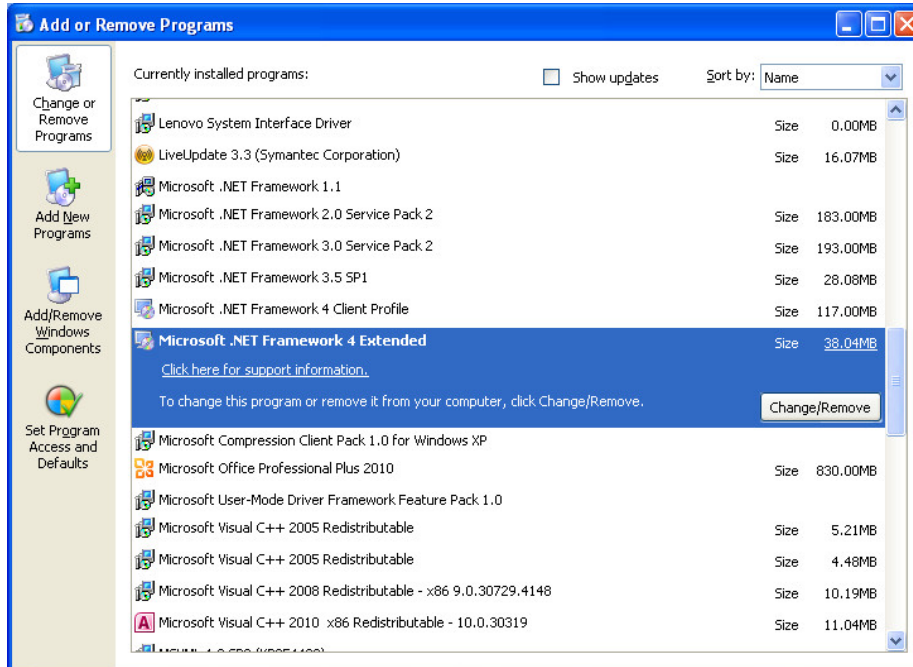 Add or Remove Programs
Change or
Remove
Programs
Add New
Programs
Add/Remove
Windows
Components
Set Program
Access and
Defaults
Currently installed programs:
Show updates
Sort by: Name
Lenovo System Interface Driver Size 0.00MB
LiveUpdate 3.3 (Symantec Corporation) Size 16.07MB
Microsoft .NET Framework 1.1
Microsoft .NET Framework 2.0 Service Pack 2 Size 183.00MB
Microsoft .NET Framework 3.0 Service Pack 2 Size 193.00MB
Microsoft .NET Framework 3.5 SP1 Size 28.08MB
Microsoft .NET Framework 4 Client Profile Size 117.00MB
Microsoft .NET Framework 4 Extended Size 38.04MB
Click here for support information.
To change this program or remove it from your computer, click Change/Remove.
Change/Remove
Microsoft Compression Client Pack 1.0 for Windows XP
Microsoft Office Professional Plus 2010 Size 830.00MB
Microsoft User-Mode Driver Framework Feature Pack 1.0
Microsoft Visual C++ 2005 Redistributable Size 5.21MB
Microsoft Visual C++ 2005 Redistributable Size 4.48MB
Microsoft Visual C++ 2008 Redistributable - x86 9.0.30729.4148 Size 10.19MB
Microsoft Visual C++ 2010 x86 Redistributable - 10.0.30319 Size 11.04MB